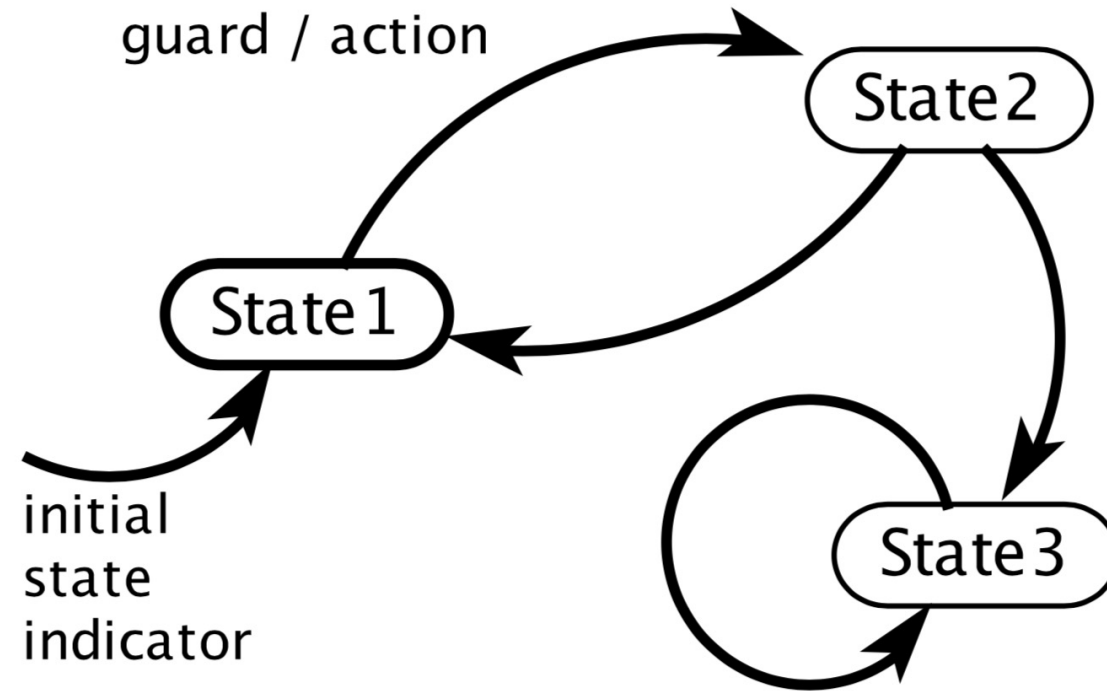 guard / action
State2
State1
initial
state
indicator
State3